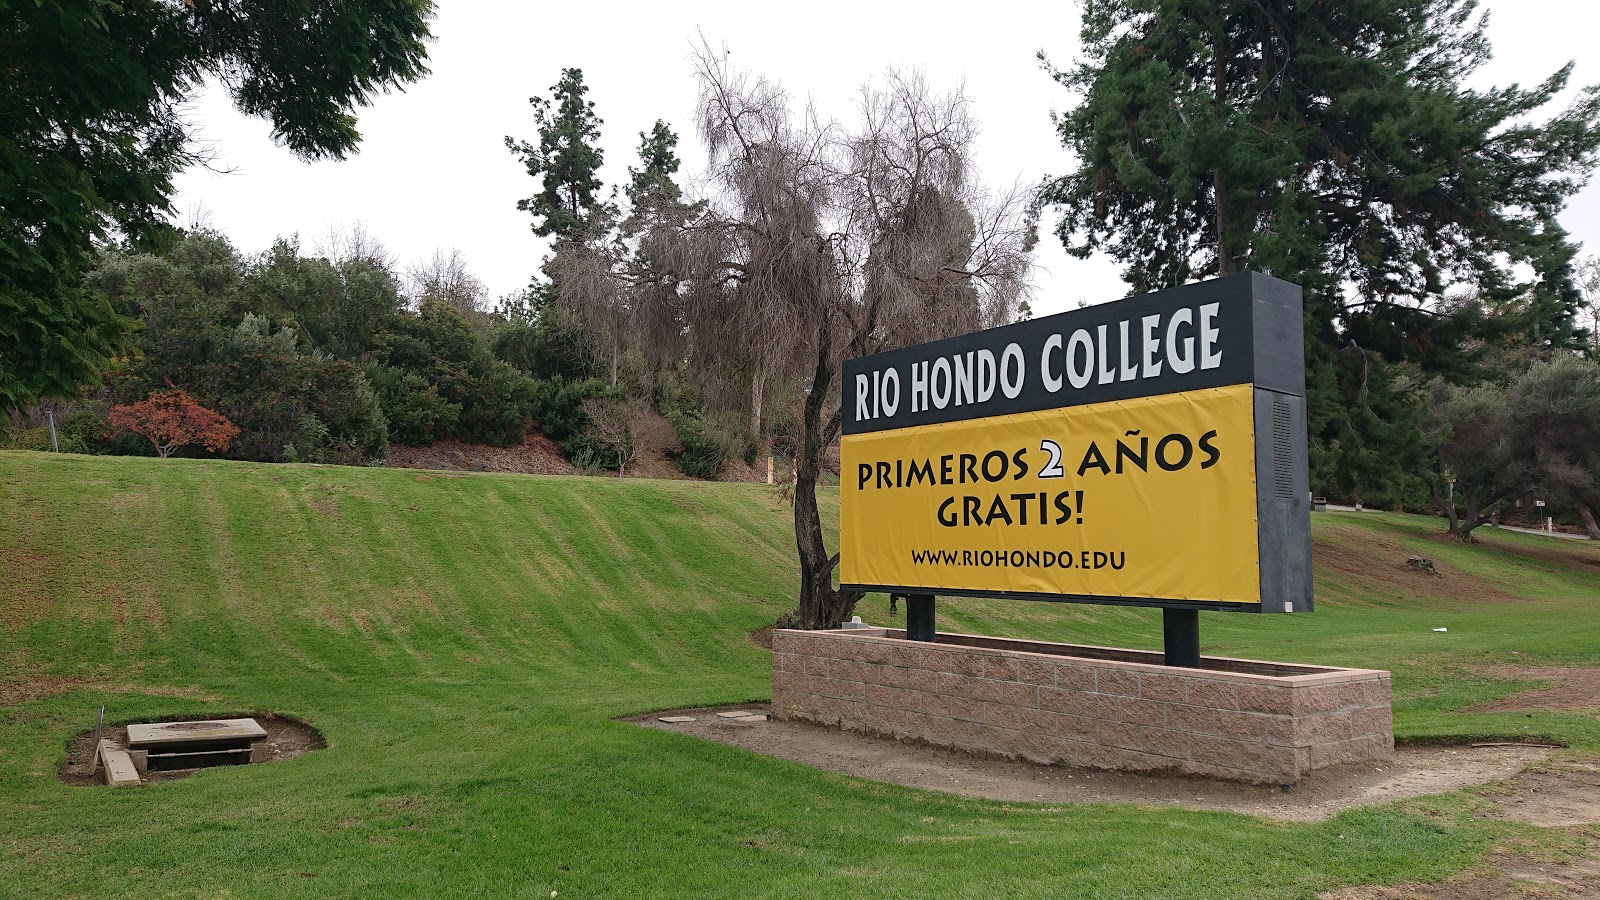 RIO HONDO COLLEGE
PRIMEROS 2 AÑOS
GRATIS!
WWW.RIOHONDO.EDU